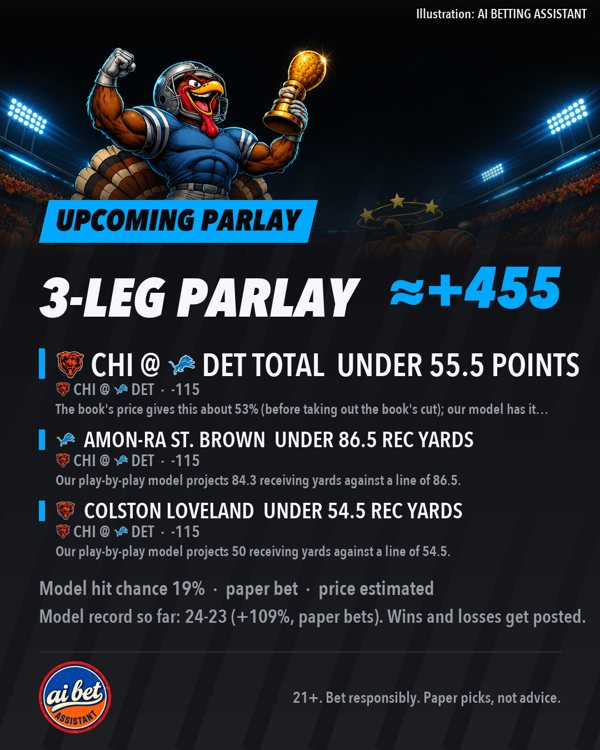 Illustration: AI BETTING ASSISTANT
UPCOMING PARLAY
3-LEG PARLAY ≈+455
CHI @ DET TOTAL UNDER 55.5 POINTS
CHI @ DET · -115
The book's price gives this about 53% (before taking out the book's cut); our model has it…
AMON-RA ST. BROWN UNDER 86.5 REC YARDS
CHI @ DET · -115
Our play-by-play model projects 84.3 receiving yards against a line of 86.5.
COLSTON LOVELAND UNDER 54.5 REC YARDS
CHI @ DET · -115
Our play-by-play model projects 50 receiving yards against a line of 54.5.
Model hit chance 19% · paper bet · price estimated
Model record so far: 24-23 (+109%, paper bets). Wins and losses get posted.
ai bet
ASSISTANT
21+. Bet responsibly. Paper picks, not advice.